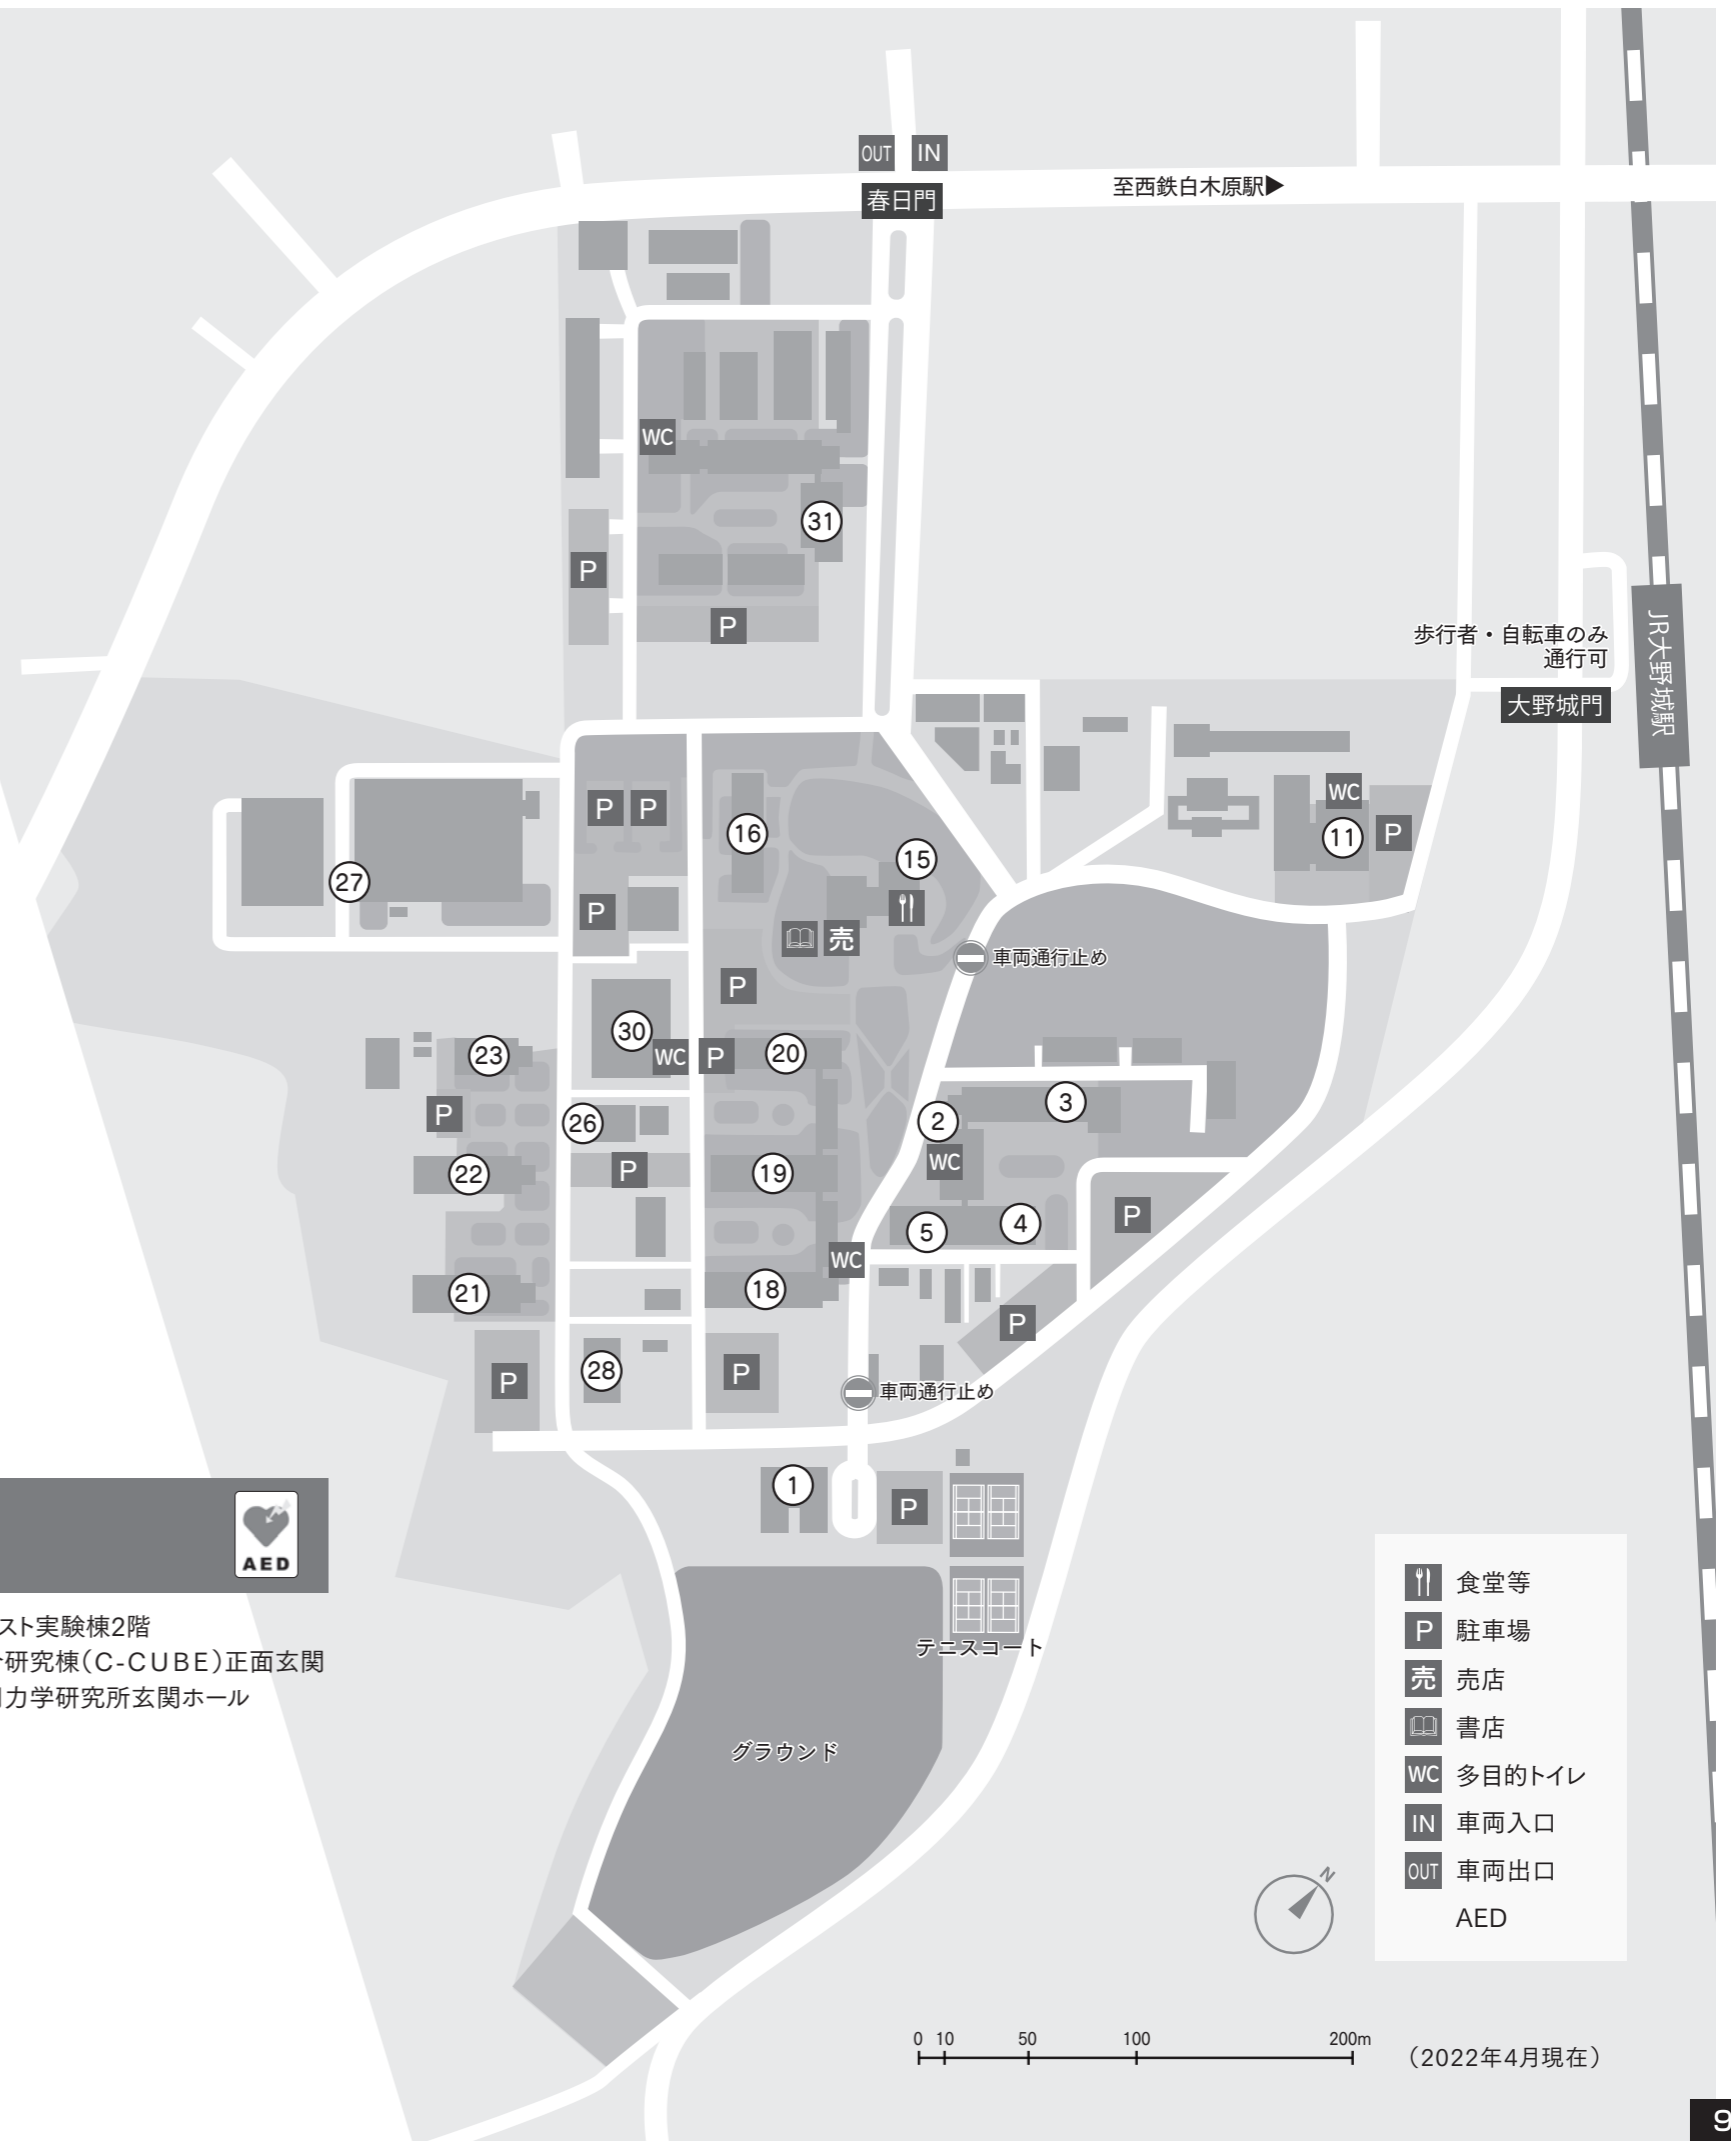 OUT IN
春日門
至西鉄白木原駅▶
WC
31
P
P
歩行者・自転車のみ
通行可
大野城門
JR大野城駅
P P
16
15
WC
11
P
27
P
売
車両通行止め
P
30
WC
P
20
23
P
26
2
3
WC
22
P
19
5
4
P
WC
21
18
P
P
28
P
車両通行止め
1
P
テニスコート
グラウンド
AED
スト実験棟2階
研究棟(C-CUBE)正面玄関
力学研究所玄関ホール
食堂等
P 駐車場
売 売店
書店
WC 多目的トイレ
IN 車両入口
OUT 車両出口
AED
N
0 10 50 100 200m
(2022年4月現在)
9